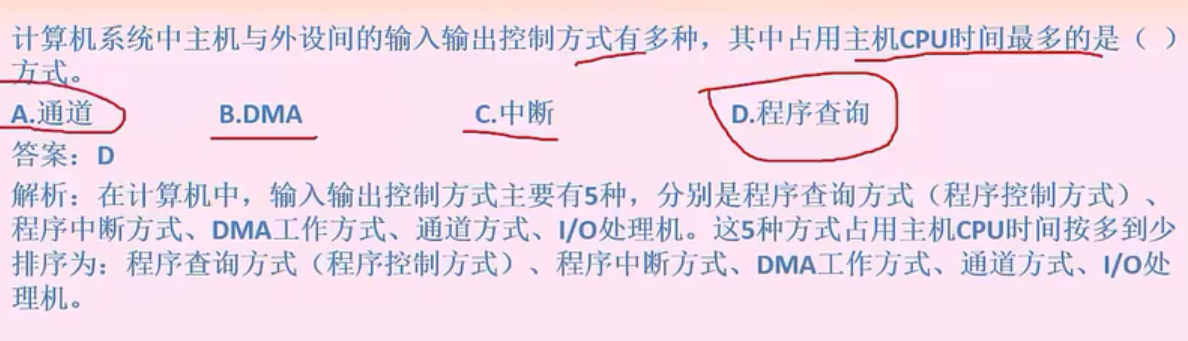 计算机系统中主机与外设间的输入输出控制方式有多种，其中占用主机CPU时间最多的是（ ）
方式。
A.通道 B.DMA C.中断 D.程序查询
答案：D
解析：在计算机中，输入输出控制方式主要有5种，分别是程序查询方式（程序控制方式）、
程序中断方式、DMA工作方式、通道方式、I/O处理机。这5种方式占用主机CPU时间按多到少
排序为：程序查询方式（程序控制方式）、程序中断方式、DMA工作方式、通道方式、I/O处
理机。